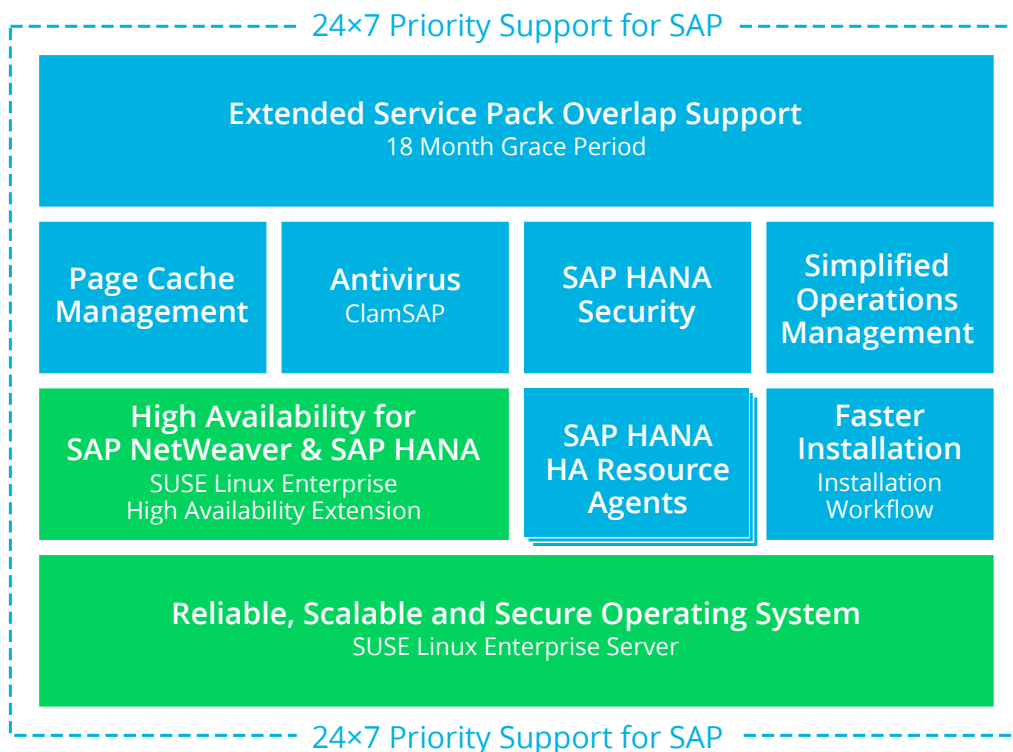 24×7 Priority Support for SAP
Extended Service Pack Overlap Support
18 Month Grace Period
Page Cache
Management
Antivirus
ClamSAP
SAP HANA
Security
Simplified
Operations
Management
High Availability for
SAP NetWeaver & SAP HANA
SUSE Linux Enterprise
High Availability Extension
SAP HANA
HA Resource
Agents
Faster
Installation
Installation
Workflow
Reliable, Scalable and Secure Operating System
SUSE Linux Enterprise Server
24×7 Priority Support for SAP